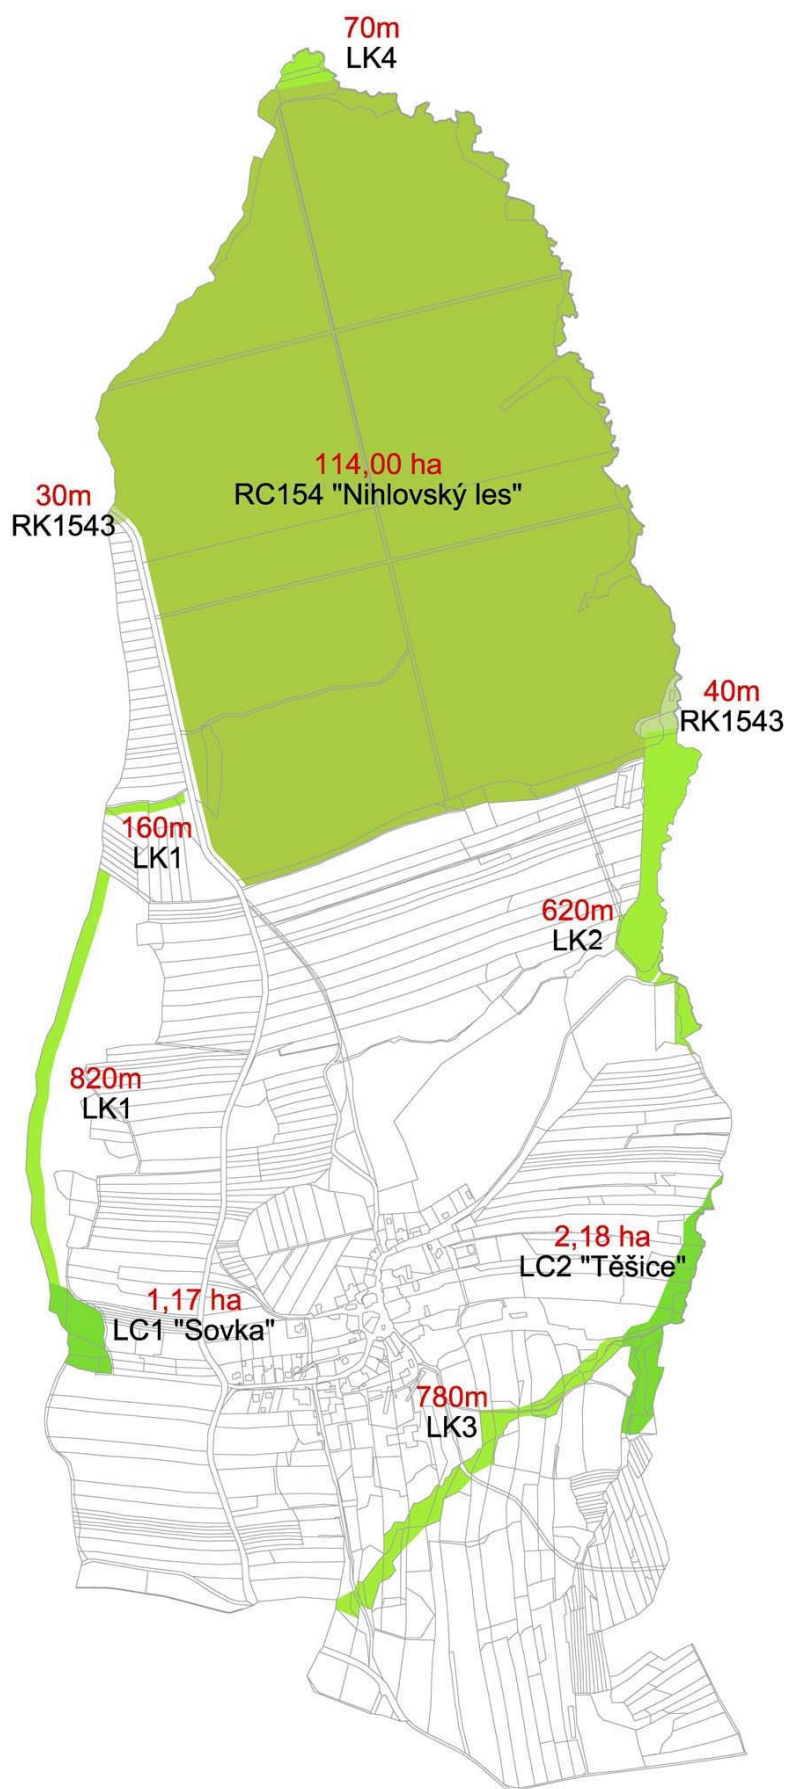 70m
LK4
114,00 ha
RC154 "Nihlovský les"
30m
RK1543
40m
RK1543
160m
LK1
620m
LK2
820m
LK1
2,18 ha
LC2 "Těšice"
1,17 ha
LC1 "Sovka"
780m
LK3